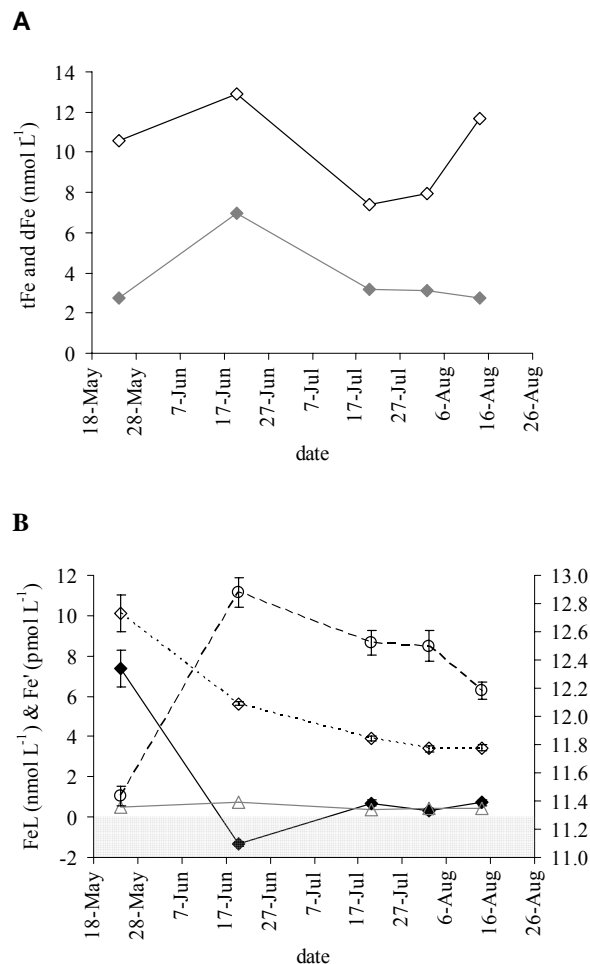 A
tFe and dFe (nmol L-1)
14
12
10
8
6
4
2
0
18-May
28-May
7-Jun
17-Jun
27-Jun
7-Jul
17-Jul
27-Jul
6-Aug
16-Aug
26-Aug
date
B
FeL (nmol L-1) & Fe' (pmol L-1)
12
10
8
6
4
2
0
-2
13.0
12.8
12.6
12.4
12.2
12.0
11.8
11.6
11.4
11.2
11.0
18-May
28-May
7-Jun
17-Jun
27-Jun
7-Jul
17-Jul
27-Jul
6-Aug
16-Aug
26-Aug
date